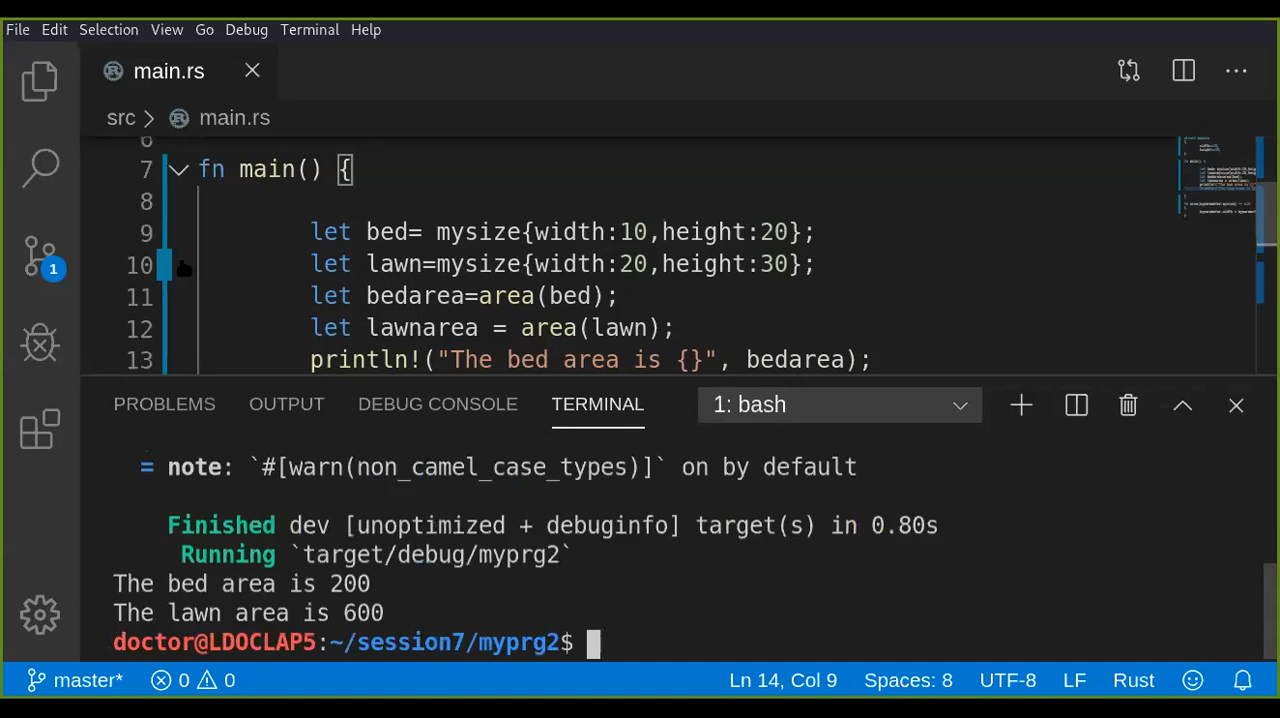 File Edit Selection View Go Debug Terminal Help
main.rs
src > main.rs
6
7 fn main() {
8
9 let bed= mysize{width:10,height:20};
10 let lawn=mysize{width:20,height:30};
11 let bedarea=area(bed);
12 let lawnarea = area(lawn);
13 println!("The bed area is {}", bedarea);
PROBLEMS OUTPUT DEBUG CONSOLE TERMINAL 1: bash
= note: `#[warn(non_camel_case_types)]` on by default
Finished dev [unoptimized + debuginfo] target(s) in 0.80s
Running `target/debug/myprg2`
The bed area is 200
The lawn area is 600
doctor@LDOCLAP5:~/session7/myprg2$
1
master* 0 0 Ln 14, Col 9 Spaces: 8 UTF-8 LF Rust